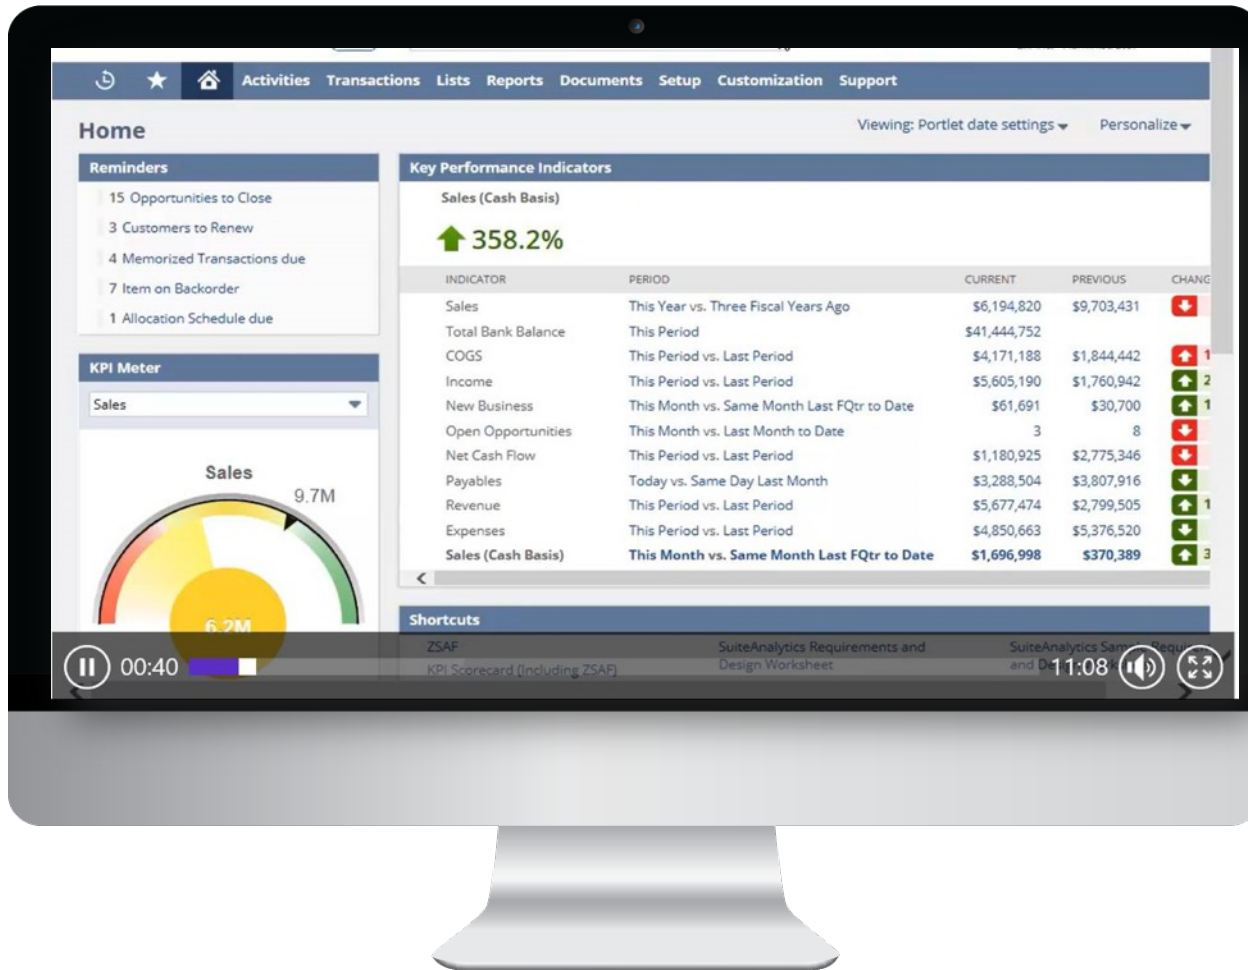 Activities Transactions Lists Reports Documents Setup Customization Support
Home
Viewing: Portlet date settings
Personalize
Reminders
15 Opportunities to Close
3 Customers to Renew
4 Memorized Transactions due
7 Item on Backorder
1 Allocation Schedule due
KPI Meter
Sales
Sales
9.7M
6.2M
Key Performance Indicators
Sales (Cash Basis)
358.2%
INDICATOR PERIOD CURRENT PREVIOUS CHANG
Sales This Year vs. Three Fiscal Years Ago $6,194,820 $9,703,431
Total Bank Balance This Period $41,444,752
COGS This Period vs. Last Period $4,171,188 $1,844,442 1
Income This Period vs. Last Period $5,605,190 $1,760,942 2
New Business This Month vs. Same Month Last FQtr to Date $61,691 $30,700 1
Open Opportunities This Month vs. Last Month to Date 3 8
Net Cash Flow This Period vs. Last Period $1,180,925 $2,775,346
Payables Today vs. Same Day Last Month $3,288,504 $3,807,916
Revenue This Period vs. Last Period $5,677,474 $2,799,505 1
Expenses This Period vs. Last Period $4,850,663 $5,376,520
Sales (Cash Basis) This Month vs. Same Month Last FQtr to Date $1,696,998 $370,389 3
Shortcuts
ZSAF
KPI Scorecard (Including ZSAF)
SuiteAnalytics Requirements and
Design Worksheet
SuiteAnalytics Sample
and
00:40
11:08